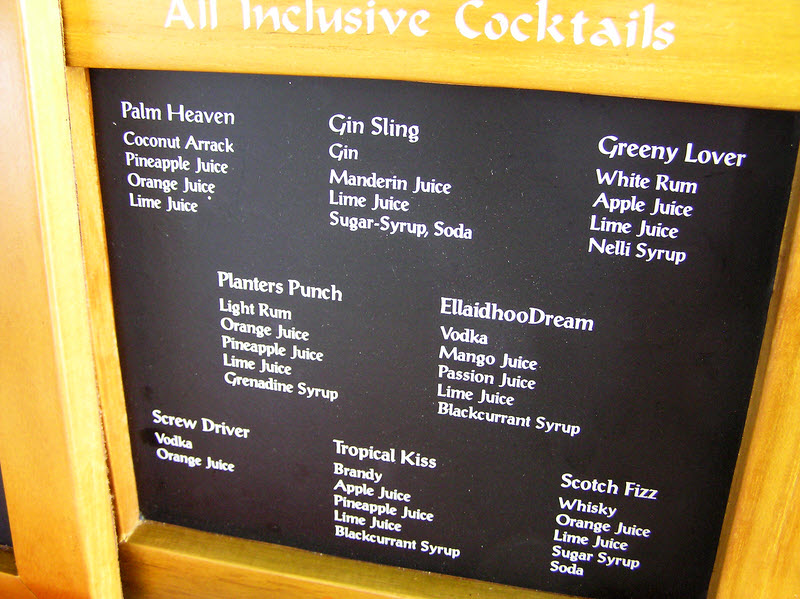 All Inclusive Cocktails
Palm Heaven
Coconut Arrack
Pineapple Juice
Orange Juice
Lime Juice
Gin Sling
Gin
Manderin Juice
Lime Juice
Sugar-Syrup, Soda
Greeny Lover
White Rum
Apple Juice
Lime Juice
Nelli Syrup
Planters Punch
Light Rum
Orange Juice
Pineapple Juice
Lime Juice
Grenadine Syrup
EllaidhooDream
Vodka
Mango Juice
Passion Juice
Lime Juice
Blackcurrant Syrup
Screw Driver
Vodka
Orange Juice
Tropical Kiss
Brandy
Apple Juice
Pineapple Juice
Lime Juice
Blackcurrant Syrup
Scotch Fizz
Whisky
Orange Juice
Lime Juice
Sugar Syrup
Soda